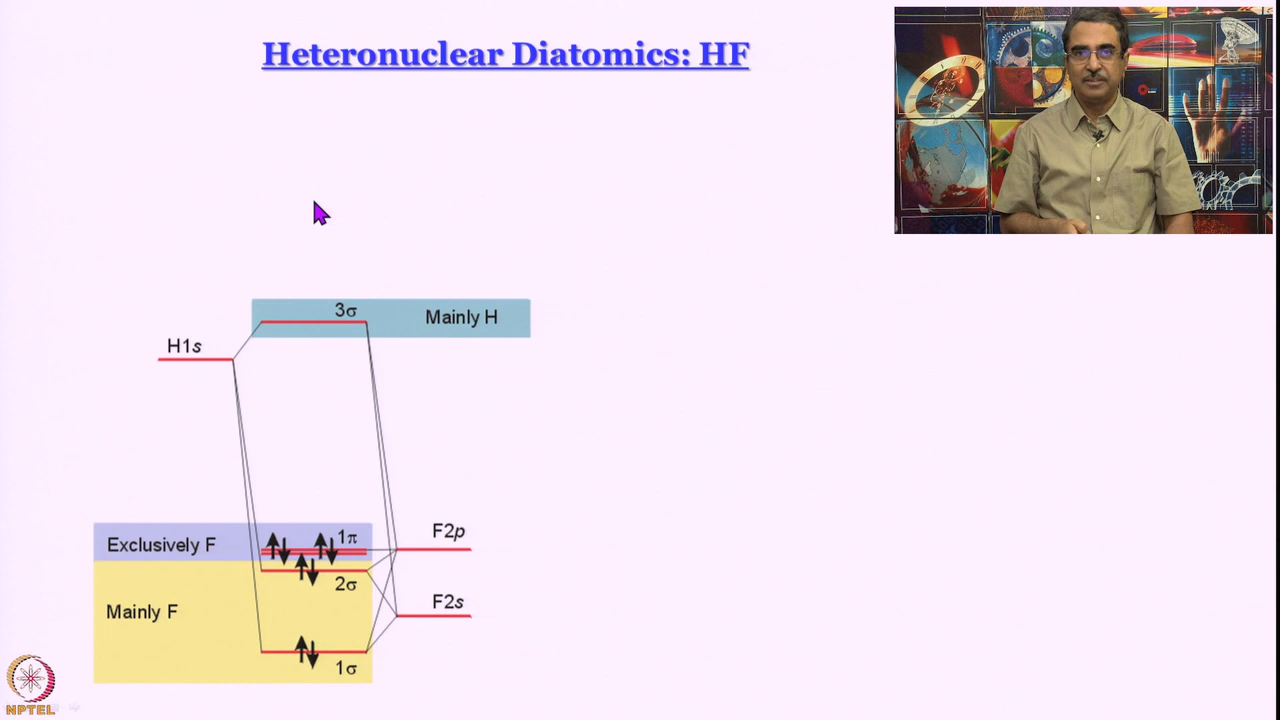 Heteronuclear Diatomics: HF
3σ
Mainly H
H1s
Exclusively F
1π
F2p
2σ
Mainly F
F2s
1σ
NPTEL